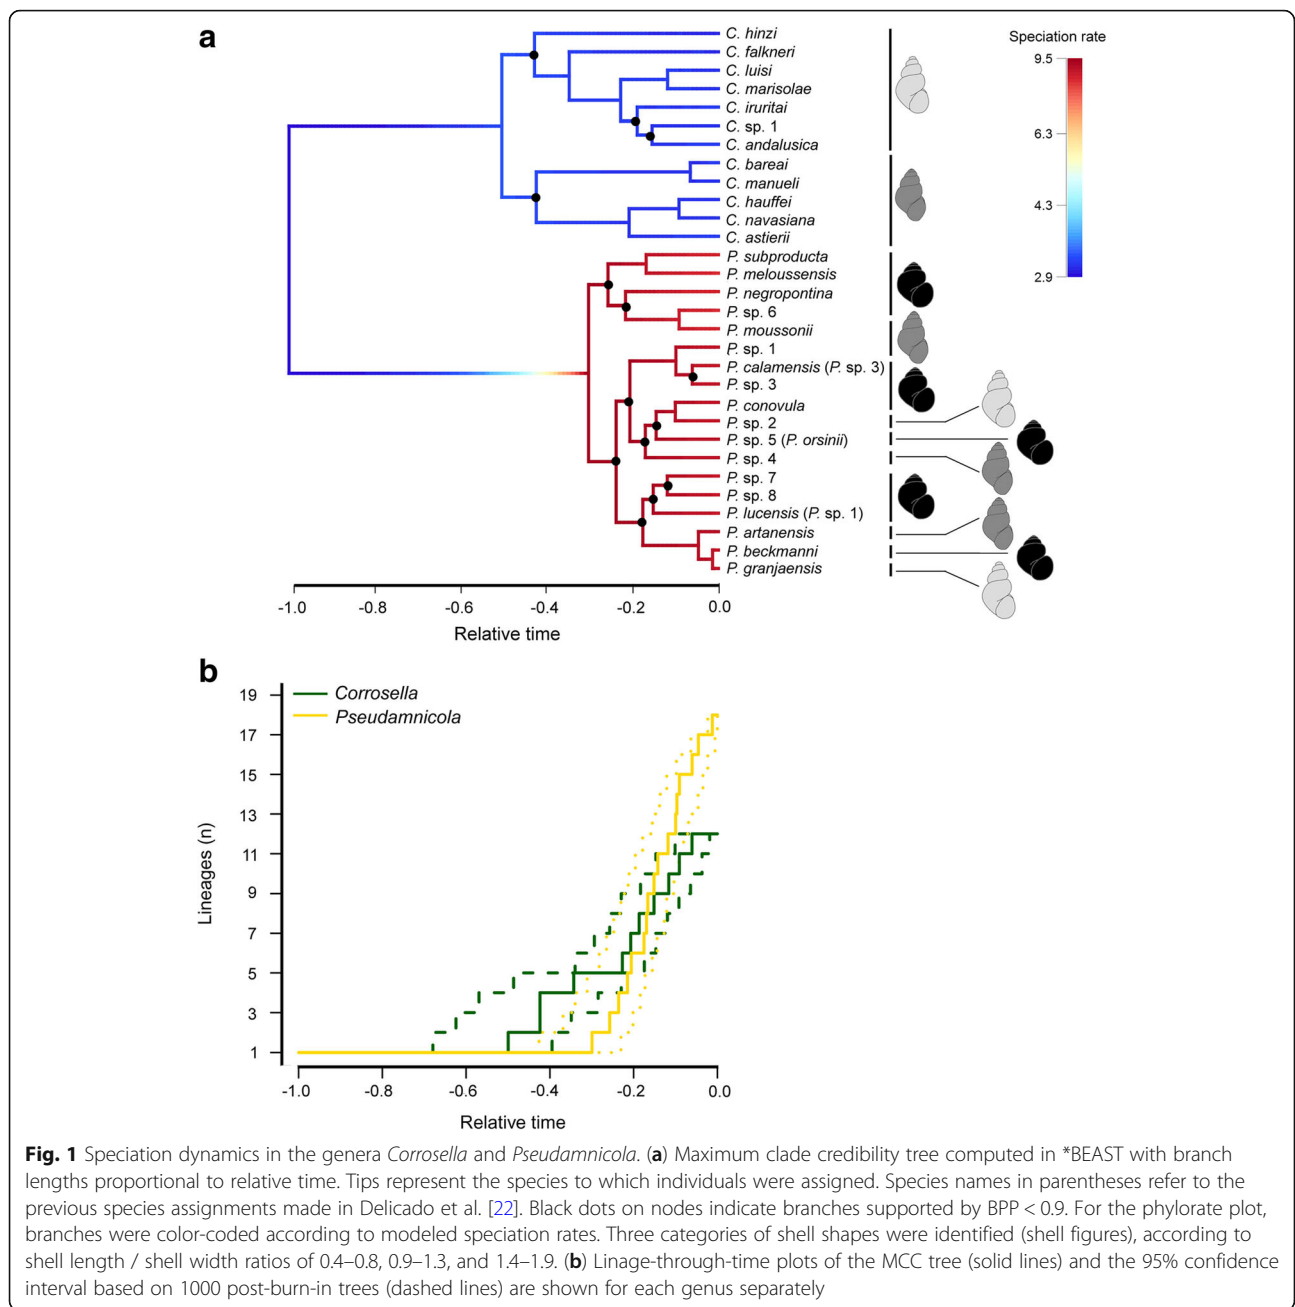 a
C. hinzi
C. falkneri
C. luisi
C. marisolae
C. iruritai
C. sp. 1
C. andalusica
C. bareai
C. manueli
C. hauffei
C. navasiana
C. astierii
P. subproducta
P. meloussensis
P. negropontina
P. sp. 6
P. moussonii
P. sp. 1
P. calamensis (P. sp. 3)
P. sp. 3
P. conovula
P. sp. 2
P. sp. 5 (P. orsinii)
P. sp. 4
P. sp. 7
P. sp. 8
P. lucensis (P. sp. 1)
P. artanensis
P. beckmanni
P. granjaensis
Speciation rate
9.5
6.3
4.3
2.9
-1.0 -0.8 -0.6 -0.4 -0.2 0.0
Relative time
b
Corrosella
Pseudamnicola
19
17
15
13
11
9
7
5
3
1
Lineages (n)
-1.0 -0.8 -0.6 -0.4 -0.2 0.0
Relative time
Fig. 1 Speciation dynamics in the genera Corrosella and Pseudamnicola. (a) Maximum clade credibility tree computed in *BEAST with branch
lengths proportional to relative time. Tips represent the species to which individuals were assigned. Species names in parentheses refer to the
previous species assignments made in Delicado et al. [22]. Black dots on nodes indicate branches supported by BPP < 0.9. For the phylorate plot,
branches were color-coded according to modeled speciation rates. Three categories of shell shapes were identified (shell figures), according to
shell length / shell width ratios of 0.4–0.8, 0.9–1.3, and 1.4–1.9. (b) Linage-through-time plots of the MCC tree (solid lines) and the 95% confidence
interval based on 1000 post-burn-in trees (dashed lines) are shown for each genus separately